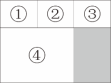 ① ② ③
④